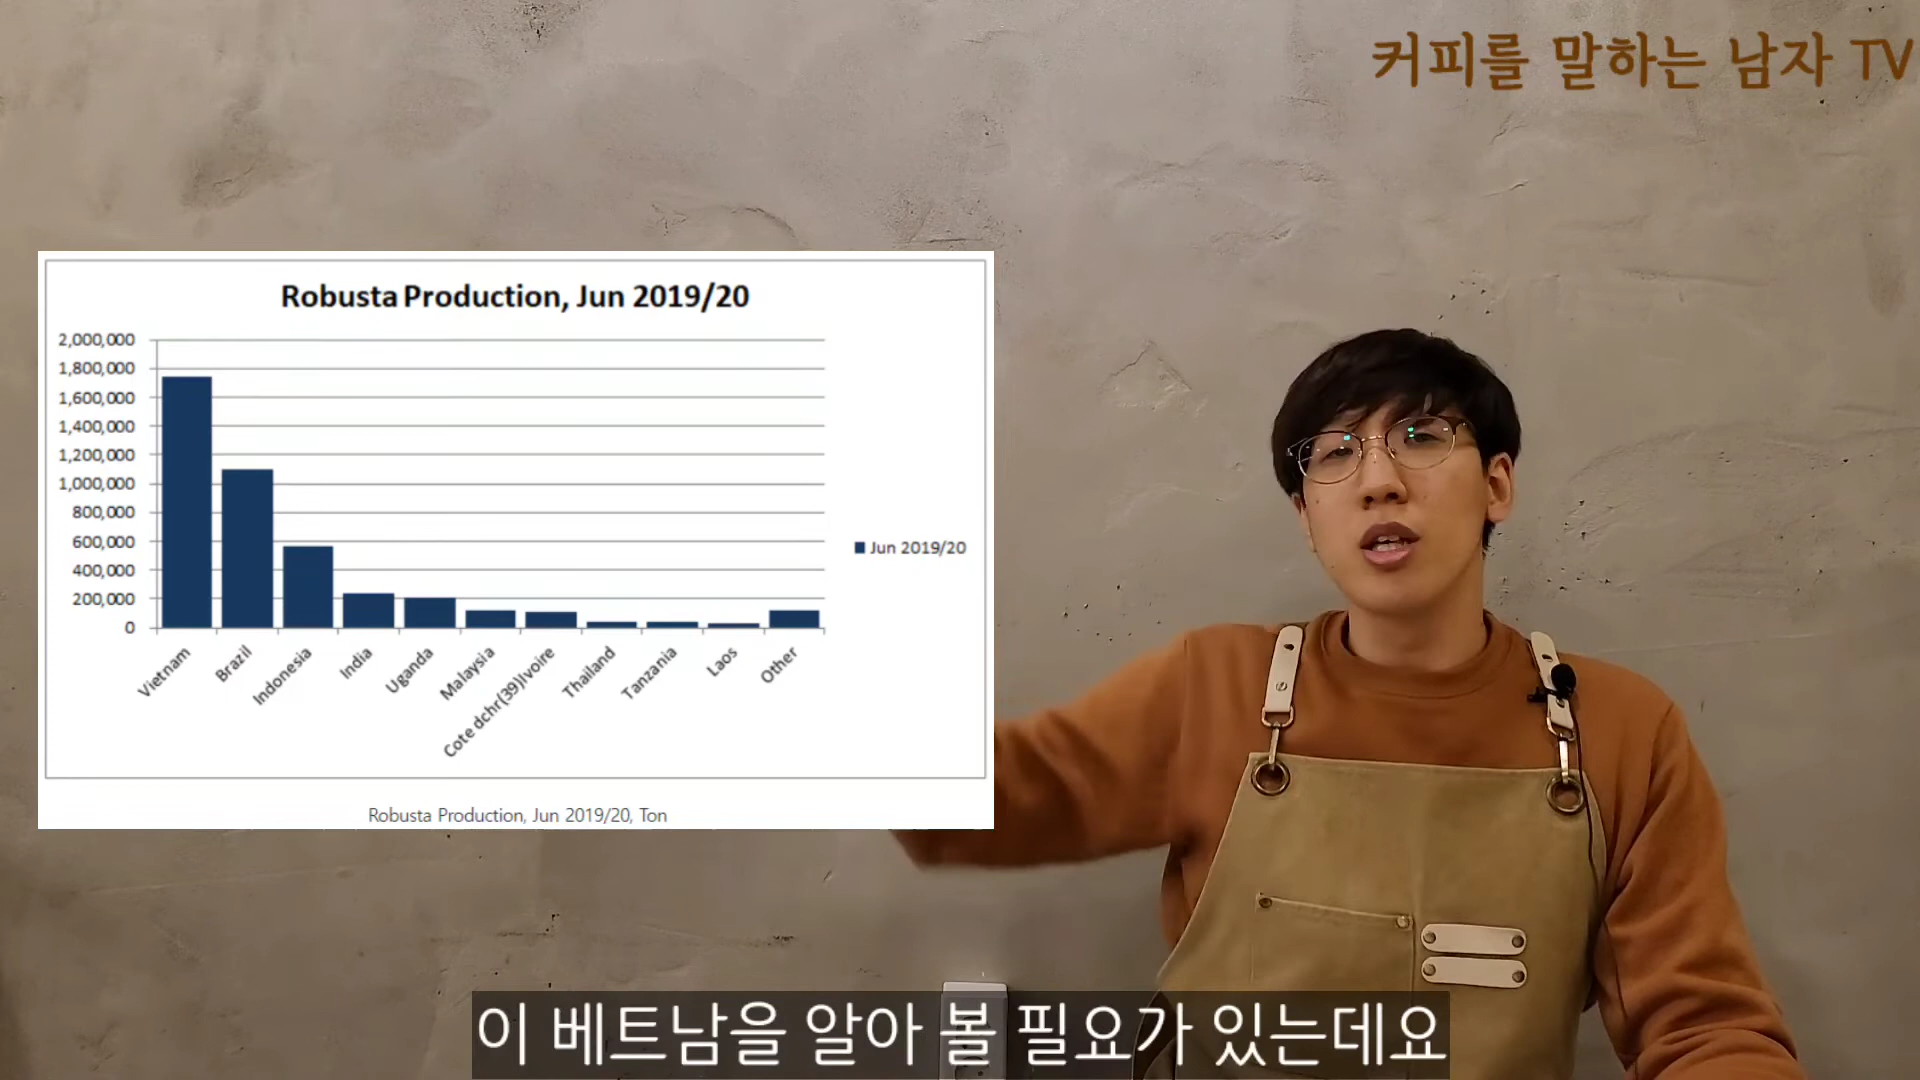 커피를 말하는 남자 TV
Robusta Production, Jun 2019/20
2,000,000
1,800,000
1,600,000
1,400,000
1,200,000
1,000,000
800,000
600,000
400,000
200,000
0
Vietnam
Brazil
Indonesia
India
Uganda
Malaysia
Cote dchr(39)Ivoire
Thailand
Tanzania
Laos
Other
Jun 2019/20
Robusta Production, Jun 2019/20, Ton
이 베트남을 알아 볼 필요가 있는데요